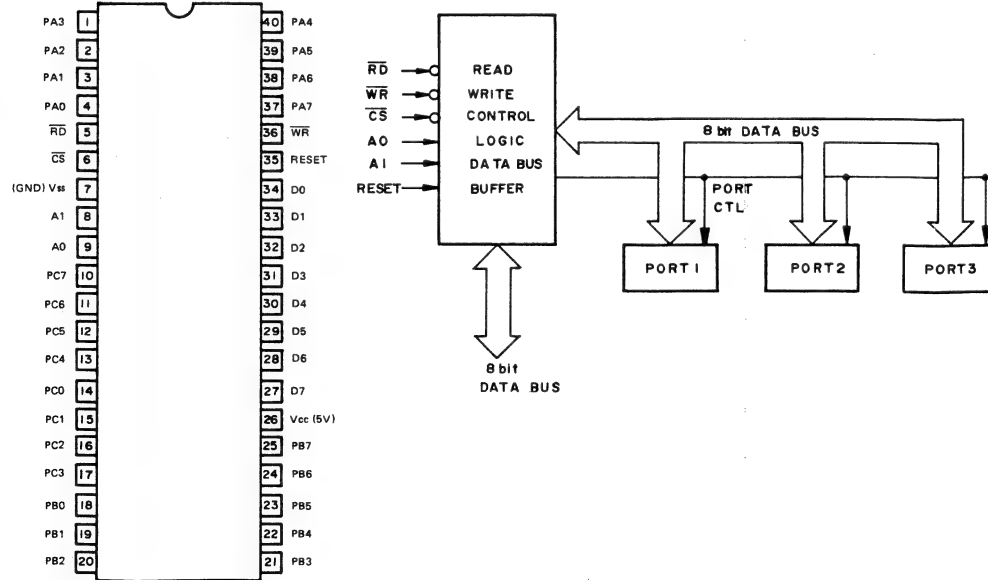 PA3 1 40 PA4
PA2 2 39 PA5
PA1 3 38 PA6
PA0 4 37 PA7
RD 5 36 WR
CS 6 35 RESET
(GND) Vss 7 34 D0
A1 8 33 D1
A0 9 32 D2
PC7 10 31 D3
PC6 11 30 D4
PC5 12 29 D5
PC4 13 28 D6
PC0 14 27 D7
PC1 15 26 Vcc (5V)
PC2 16 25 PB7
PC3 17 24 PB6
PB0 18 23 PB5
PB1 19 22 PB4
PB2 20 21 PB3
RD READ
WR WRITE
CS CONTROL
A0 LOGIC
A1 DATA BUS
RESET BUFFER
8 bit DATA BUS
PORT
CTL
PORT 1
PORT 2
PORT 3
8 bit
DATA BUS